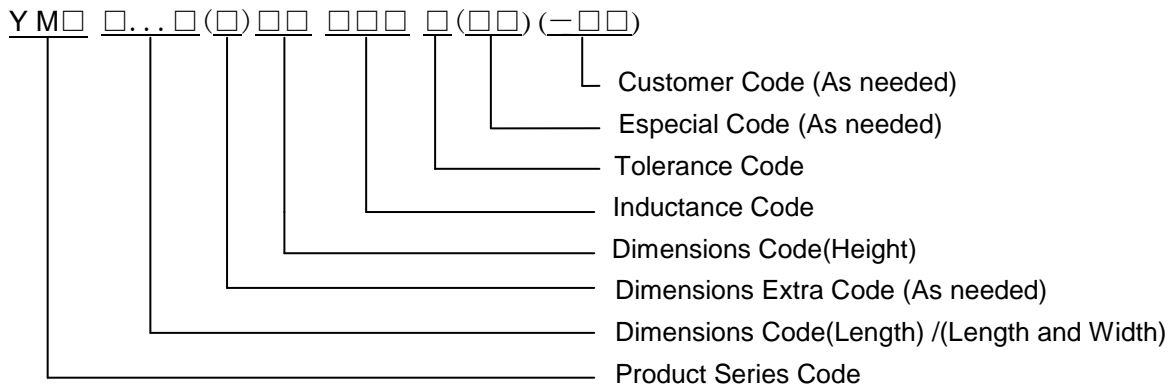 YM□ □...□(□)□□ □□□ □(□□)(－□□)
Customer Code (As needed)
Especial Code (As needed)
Tolerance Code
Inductance Code
Dimensions Code(Height)
Dimensions Extra Code (As needed)
Dimensions Code(Length) /(Length and Width)
Product Series Code